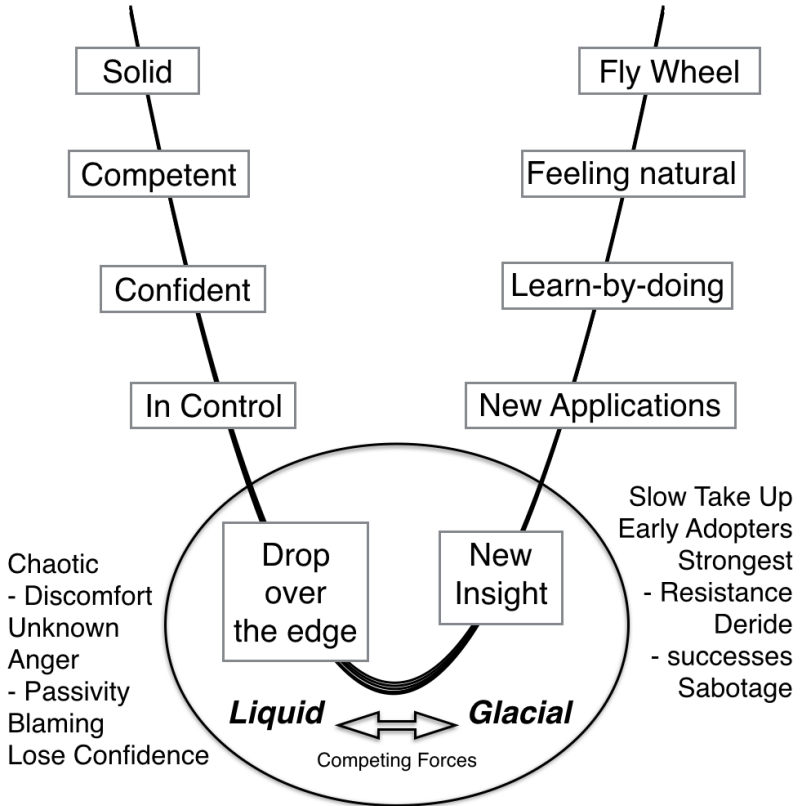 Solid
Competent
Confident
In Control
Drop
over
the edge
New
Insight
New Applications
Learn-by-doing
Feeling natural
Fly Wheel
Chaotic
- Discomfort
Unknown
Anger
- Passivity
Blaming
Lose Confidence
Slow Take Up
Early Adopters
Strongest
- Resistance
Deride
- successes
Sabotage
Liquid
Glacial
Competing Forces